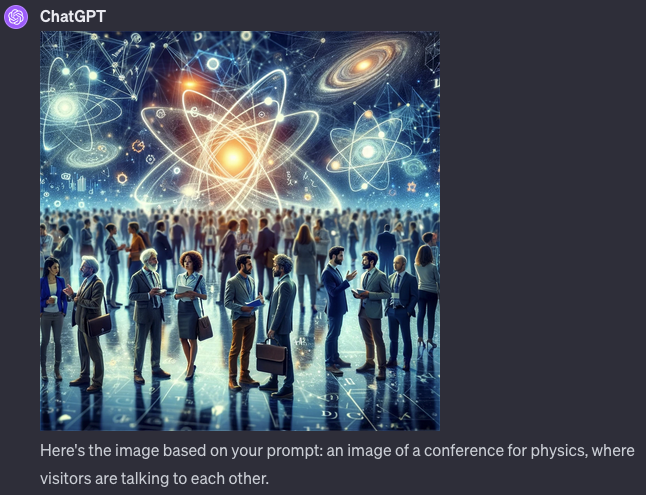 ChatGPT
Here's the image based on your prompt: an image of a conference for physics, where
visitors are talking to each other.